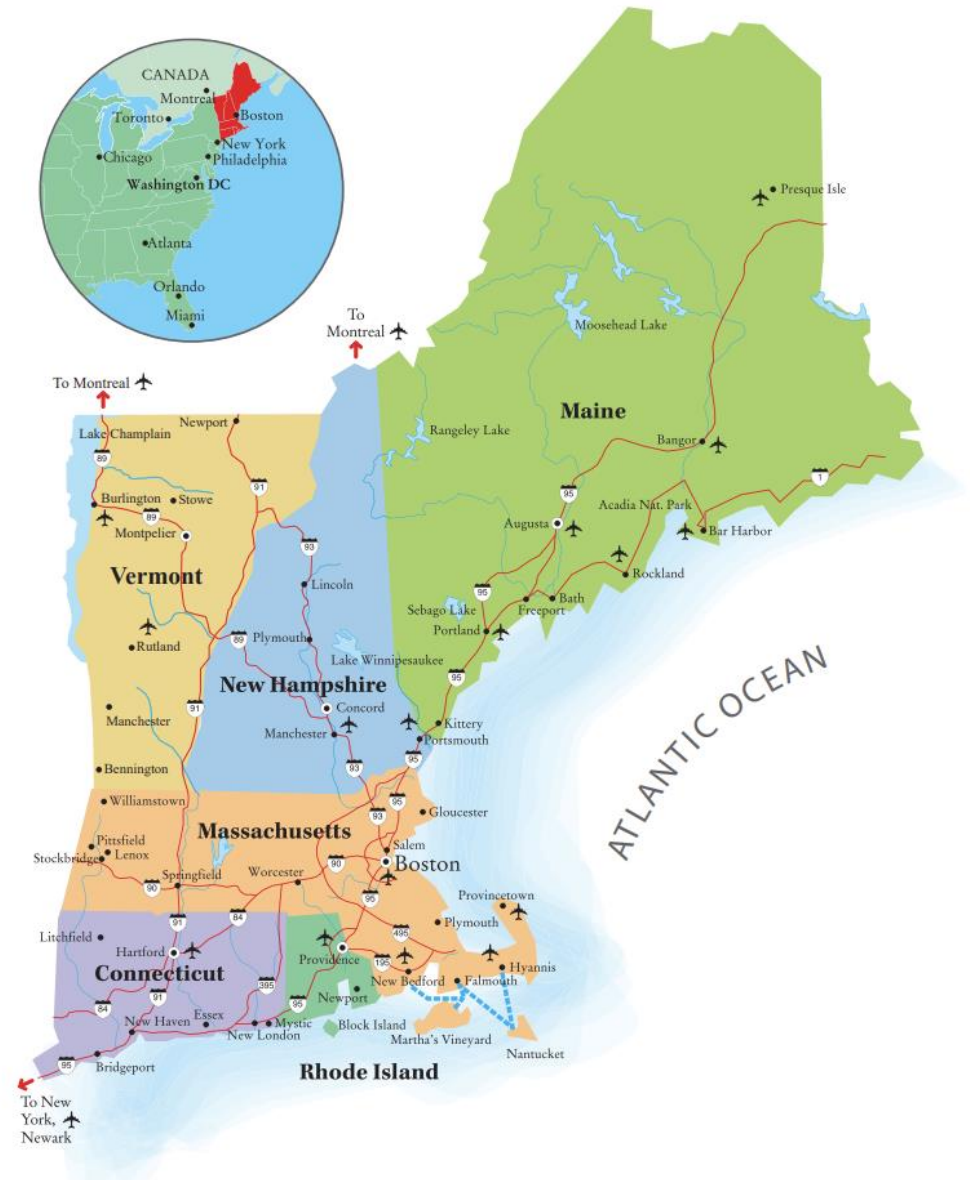 CANADA
Montreal
Toronto
Boston
New York
Chicago
Philadelphia
Washington DC
Atlanta
Orlando
Miami
Presque Isle
To
Montreal
Moosehead Lake
To Montreal
Maine
Newport
Rangeley Lake
Lake Champlain
Bangor
89
91
1
95
Burlington
Stowe
Acadia Nat. Park
89
Augusta
Montpelier
Bar Harbor
93
Vermont
Rockland
Lincoln
95
Bath
Sebago Lake
Freeport
Portland
89
Plymouth
Rutland
Lake Winnipesaukee
95
New Hampshire
ATLANTIC OCEAN
91
Manchester
Concord
Kittery
Manchester
Portsmouth
95
93
Bennington
Williamstown
95
93
Gloucester
Massachusetts
Pittsfield
Salem
Lenox
Stockbridge
90
Boston
Springfield
Worcester
90
95
Provincetown
84
91
Plymouth
495
Litchfield
Hartford
Providence
195
Connecticut
Hyannis
New Bedford
Falmouth
395
91
Newport
84
95
Essex
New Haven
Mystic
New London
Block Island
Martha's Vineyard
Nantucket
95
Bridgeport
Rhode Island
To New
York,
Newark